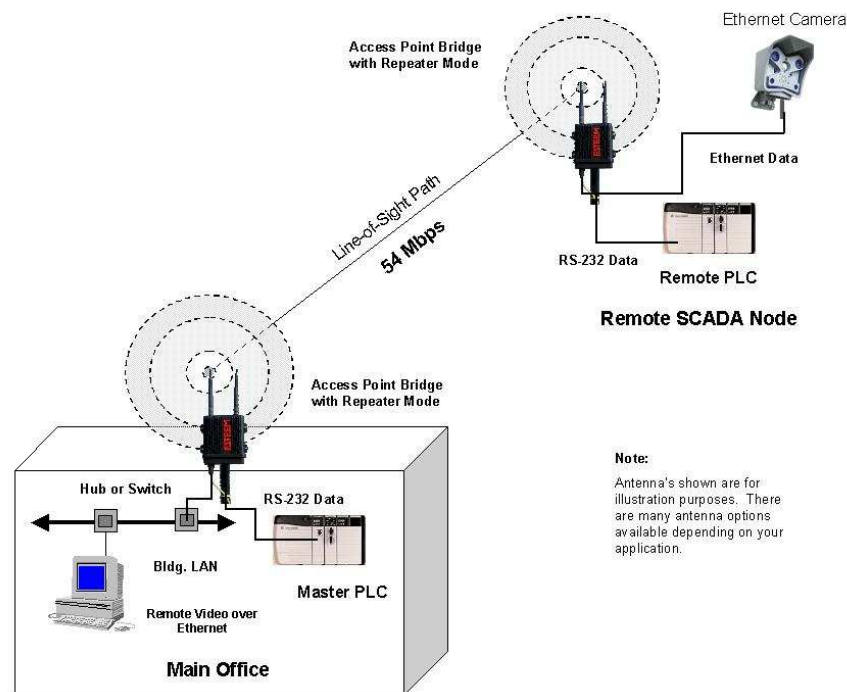 Ethernet Camera
Access Point Bridge
with Repeater Mode
ESTEEM
Ethernet Data
Line-of-Sight Path
54 Mbps
RS-232 Data
Remote PLC
Remote SCADA Node
Access Point Bridge
with Repeater Mode
ESTEEM
Hub or Switch
RS-232 Data
Bldg. LAN
Master PLC
Remote Video over
Ethernet
Main Office
Note:
Antenna's shown are for
illustration purposes. There
are many antenna options
available depending on your
application.